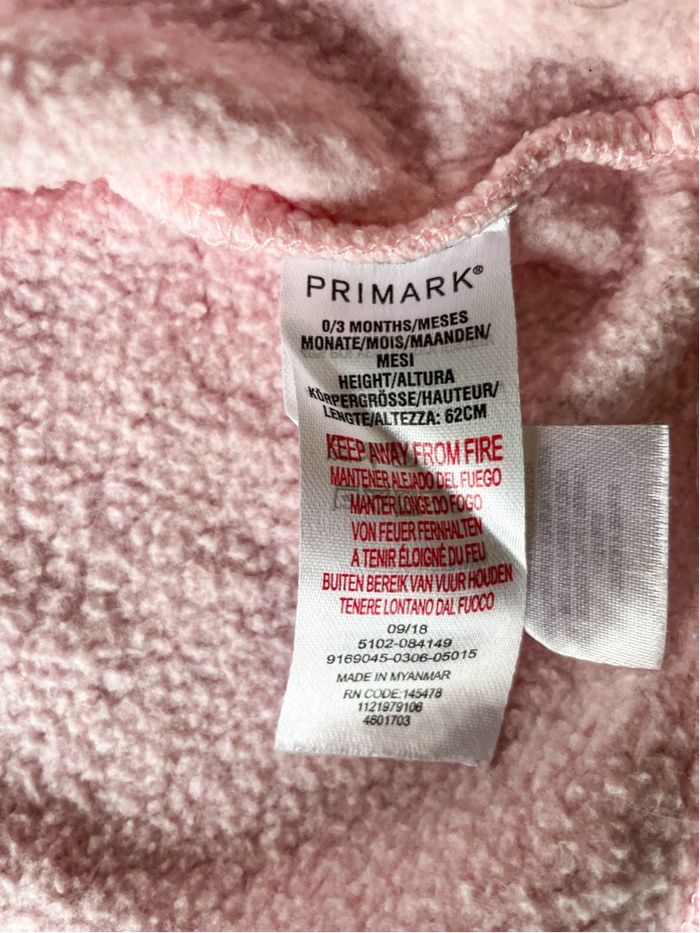 PRIMARK®
0/3 MONTHS/MESES
MONATE/MOIS/MAANDEN/
MESI
HEIGHT/ALTURA
KÖRPERGRÖSSE/HAUTEUR/
LENGTE/ALTEZZA: 62CM
KEEP AWAY FROM FIRE
MANTENER ALEJADO DEL FUEGO
MANTER LONGE DO FOGO
VON FEUER FERNHALTEN
A TENIR ÉLOIGNÉ DU FEU
BUITEN BEREIK VAN VUUR HOUDEN
TENERE LONTANO DAL FUOCO
09/18
5102-084149
9169045-0306-05015
MADE IN MYANMAR
RN CODE:145478
1121979106
4601703